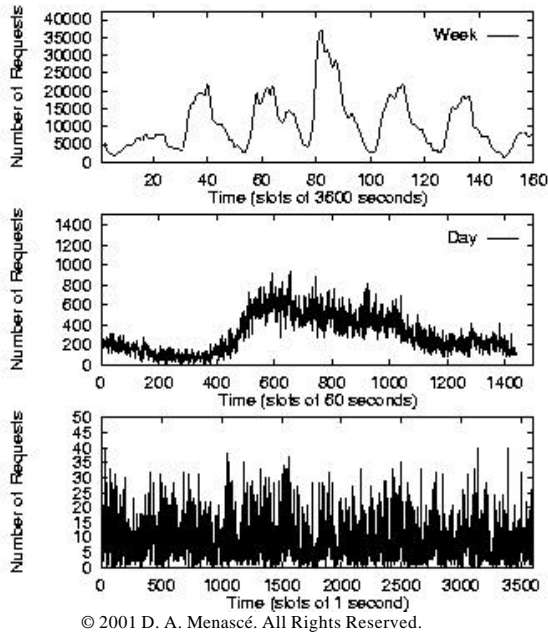 Number of Requests
40000
35000
30000
25000
20000
15000
10000
5000
0
Week
20 40 60 80 100 120 140 160
Time (slots of 3600 seconds)
Number of Requests
1400
1200
1000
800
600
400
200
0
Day
0 200 400 600 800 1000 1200 1400
Time (slots of 60 seconds)
Number of Requests
50
45
40
35
30
25
20
15
10
5
0
0 500 1000 1500 2000 2500 3000 3500
Time (slots of 1 second)
© 2001 D. A. Menascé. All Rights Reserved.